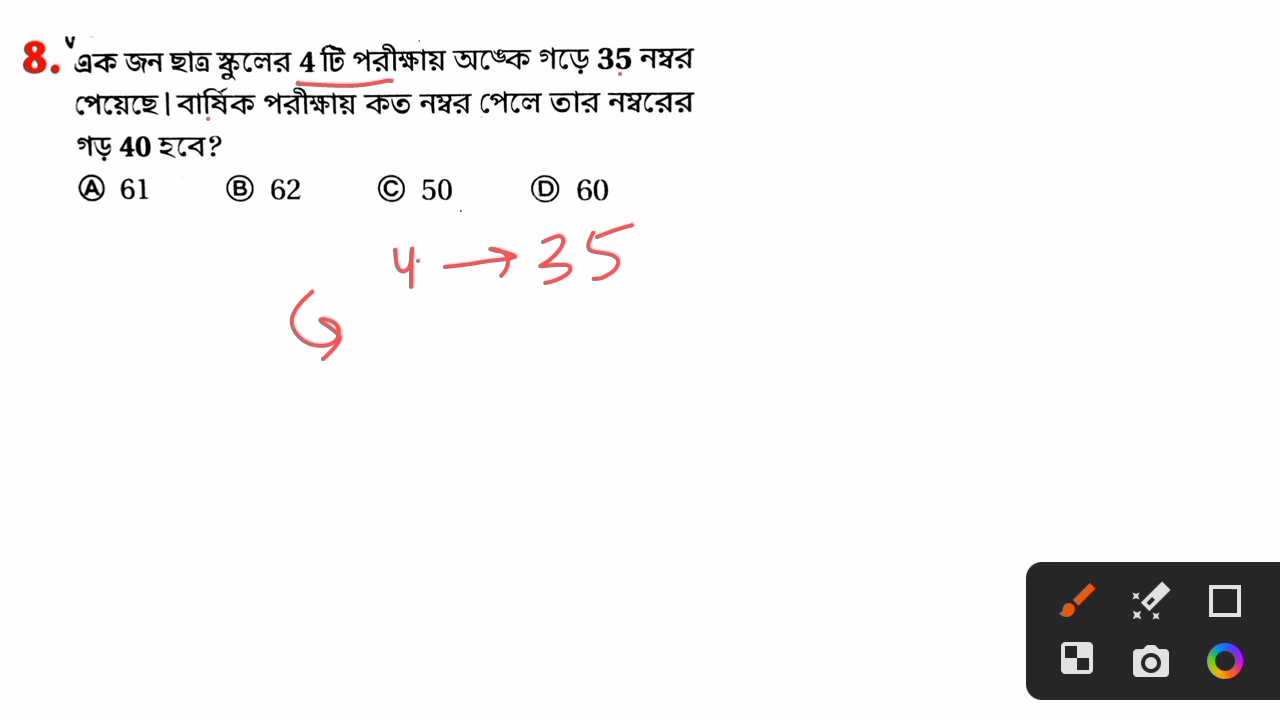 8. এক জন ছাত্র স্কুলের 4 টি পরীক্ষায় অঙ্কে গড়ে 35 নম্বর
পেয়েছে। বার্ষিক পরীক্ষায় কত নম্বর পেলে তার নম্বরের
গড় 40 হবে?
Ⓐ 61 Ⓑ 62 Ⓒ 50 Ⓓ 60
4 → 35